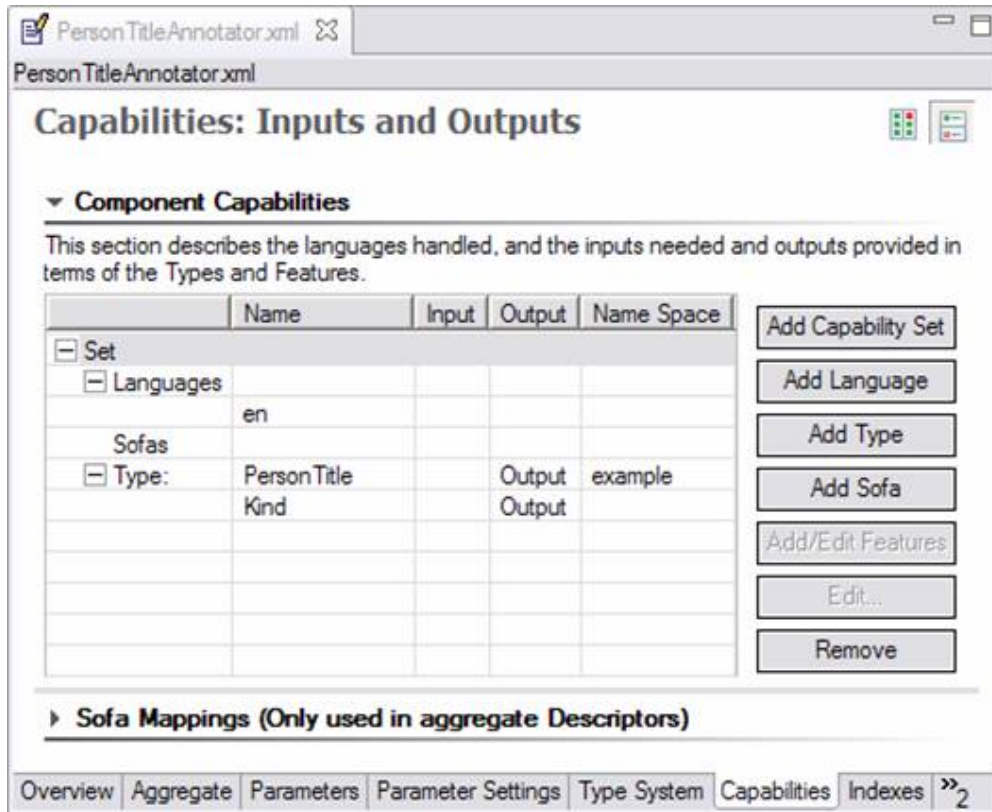 PersonTitleAnnotator.xml
PersonTitleAnnotator.xml
Capabilities: Inputs and Outputs
Component Capabilities
This section describes the languages handled, and the inputs needed and outputs provided in
terms of the Types and Features.
Name Input Output Name Space
Set
Languages
en
Sofas
Type: PersonTitle Output example
Kind Output
Add Capability Set
Add Language
Add Type
Add Sofa
Add/Edit Features
Edit...
Remove
Sofa Mappings (Only used in aggregate Descriptors)
Overview Aggregate Parameters Parameter Settings Type System Capabilities Indexes »2